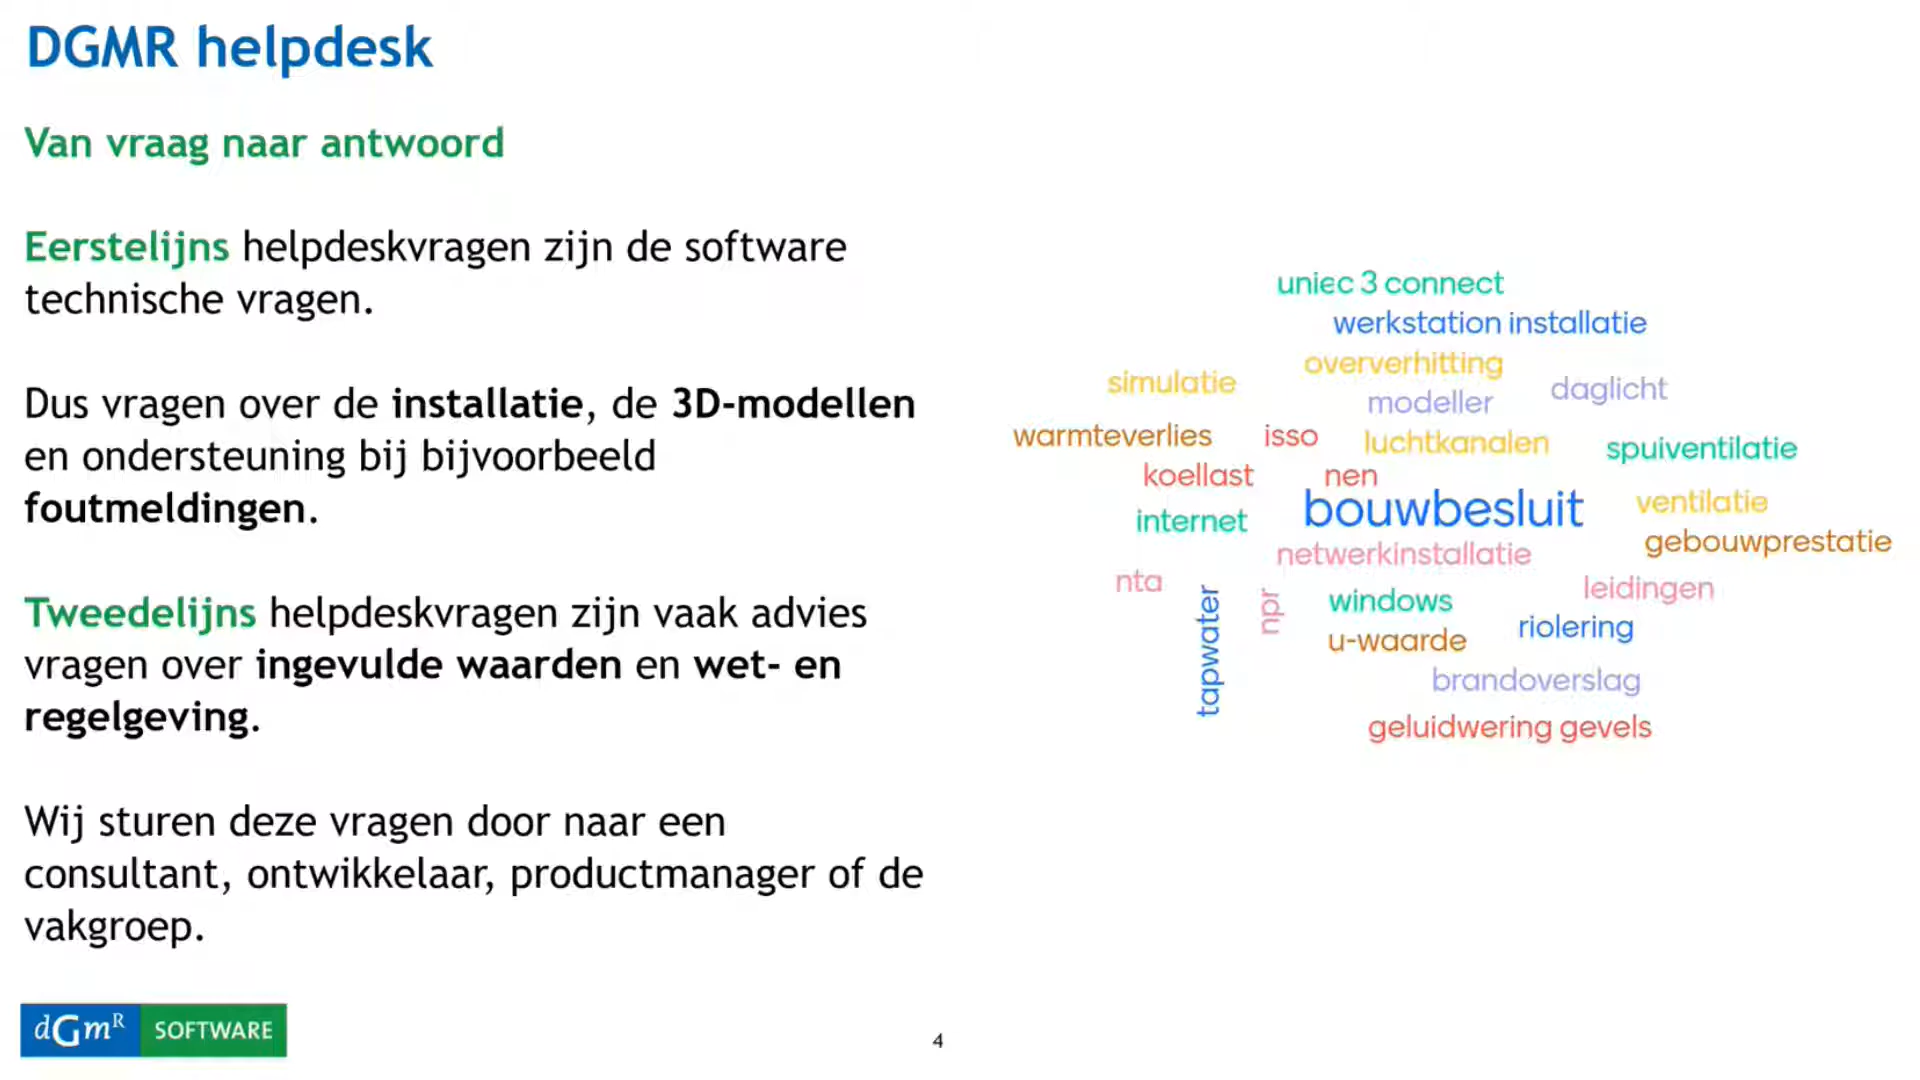 DGMR helpdesk
Van vraag naar antwoord
Eerstelijns helpdeskvragen zijn de software
technische vragen.
Dus vragen over de installatie, de 3D-modellen
en ondersteuning bij bijvoorbeeld
foutmeldingen.
Tweedelijns helpdeskvragen zijn vaak advies
vragen over ingevulde waarden en wet- en
regelgeving.
Wij sturen deze vragen door naar een
consultant, ontwikkelaar, productmanager of de
vakgroep.
uniec 3 connect
werkstation installatie
oververhitting
simulatie
daglicht
modeller
warmteverlies
isso
luchtkanalen
spuiventilatie
koellast
nen
bouwbesluit
ventilatie
internet
gebouwprestatie
netwerkinstallatie
nta
leidingen
tapwater
npr
windows
riolering
u-waarde
brandoverslag
geluidwering gevels
dGmR SOFTWARE
4